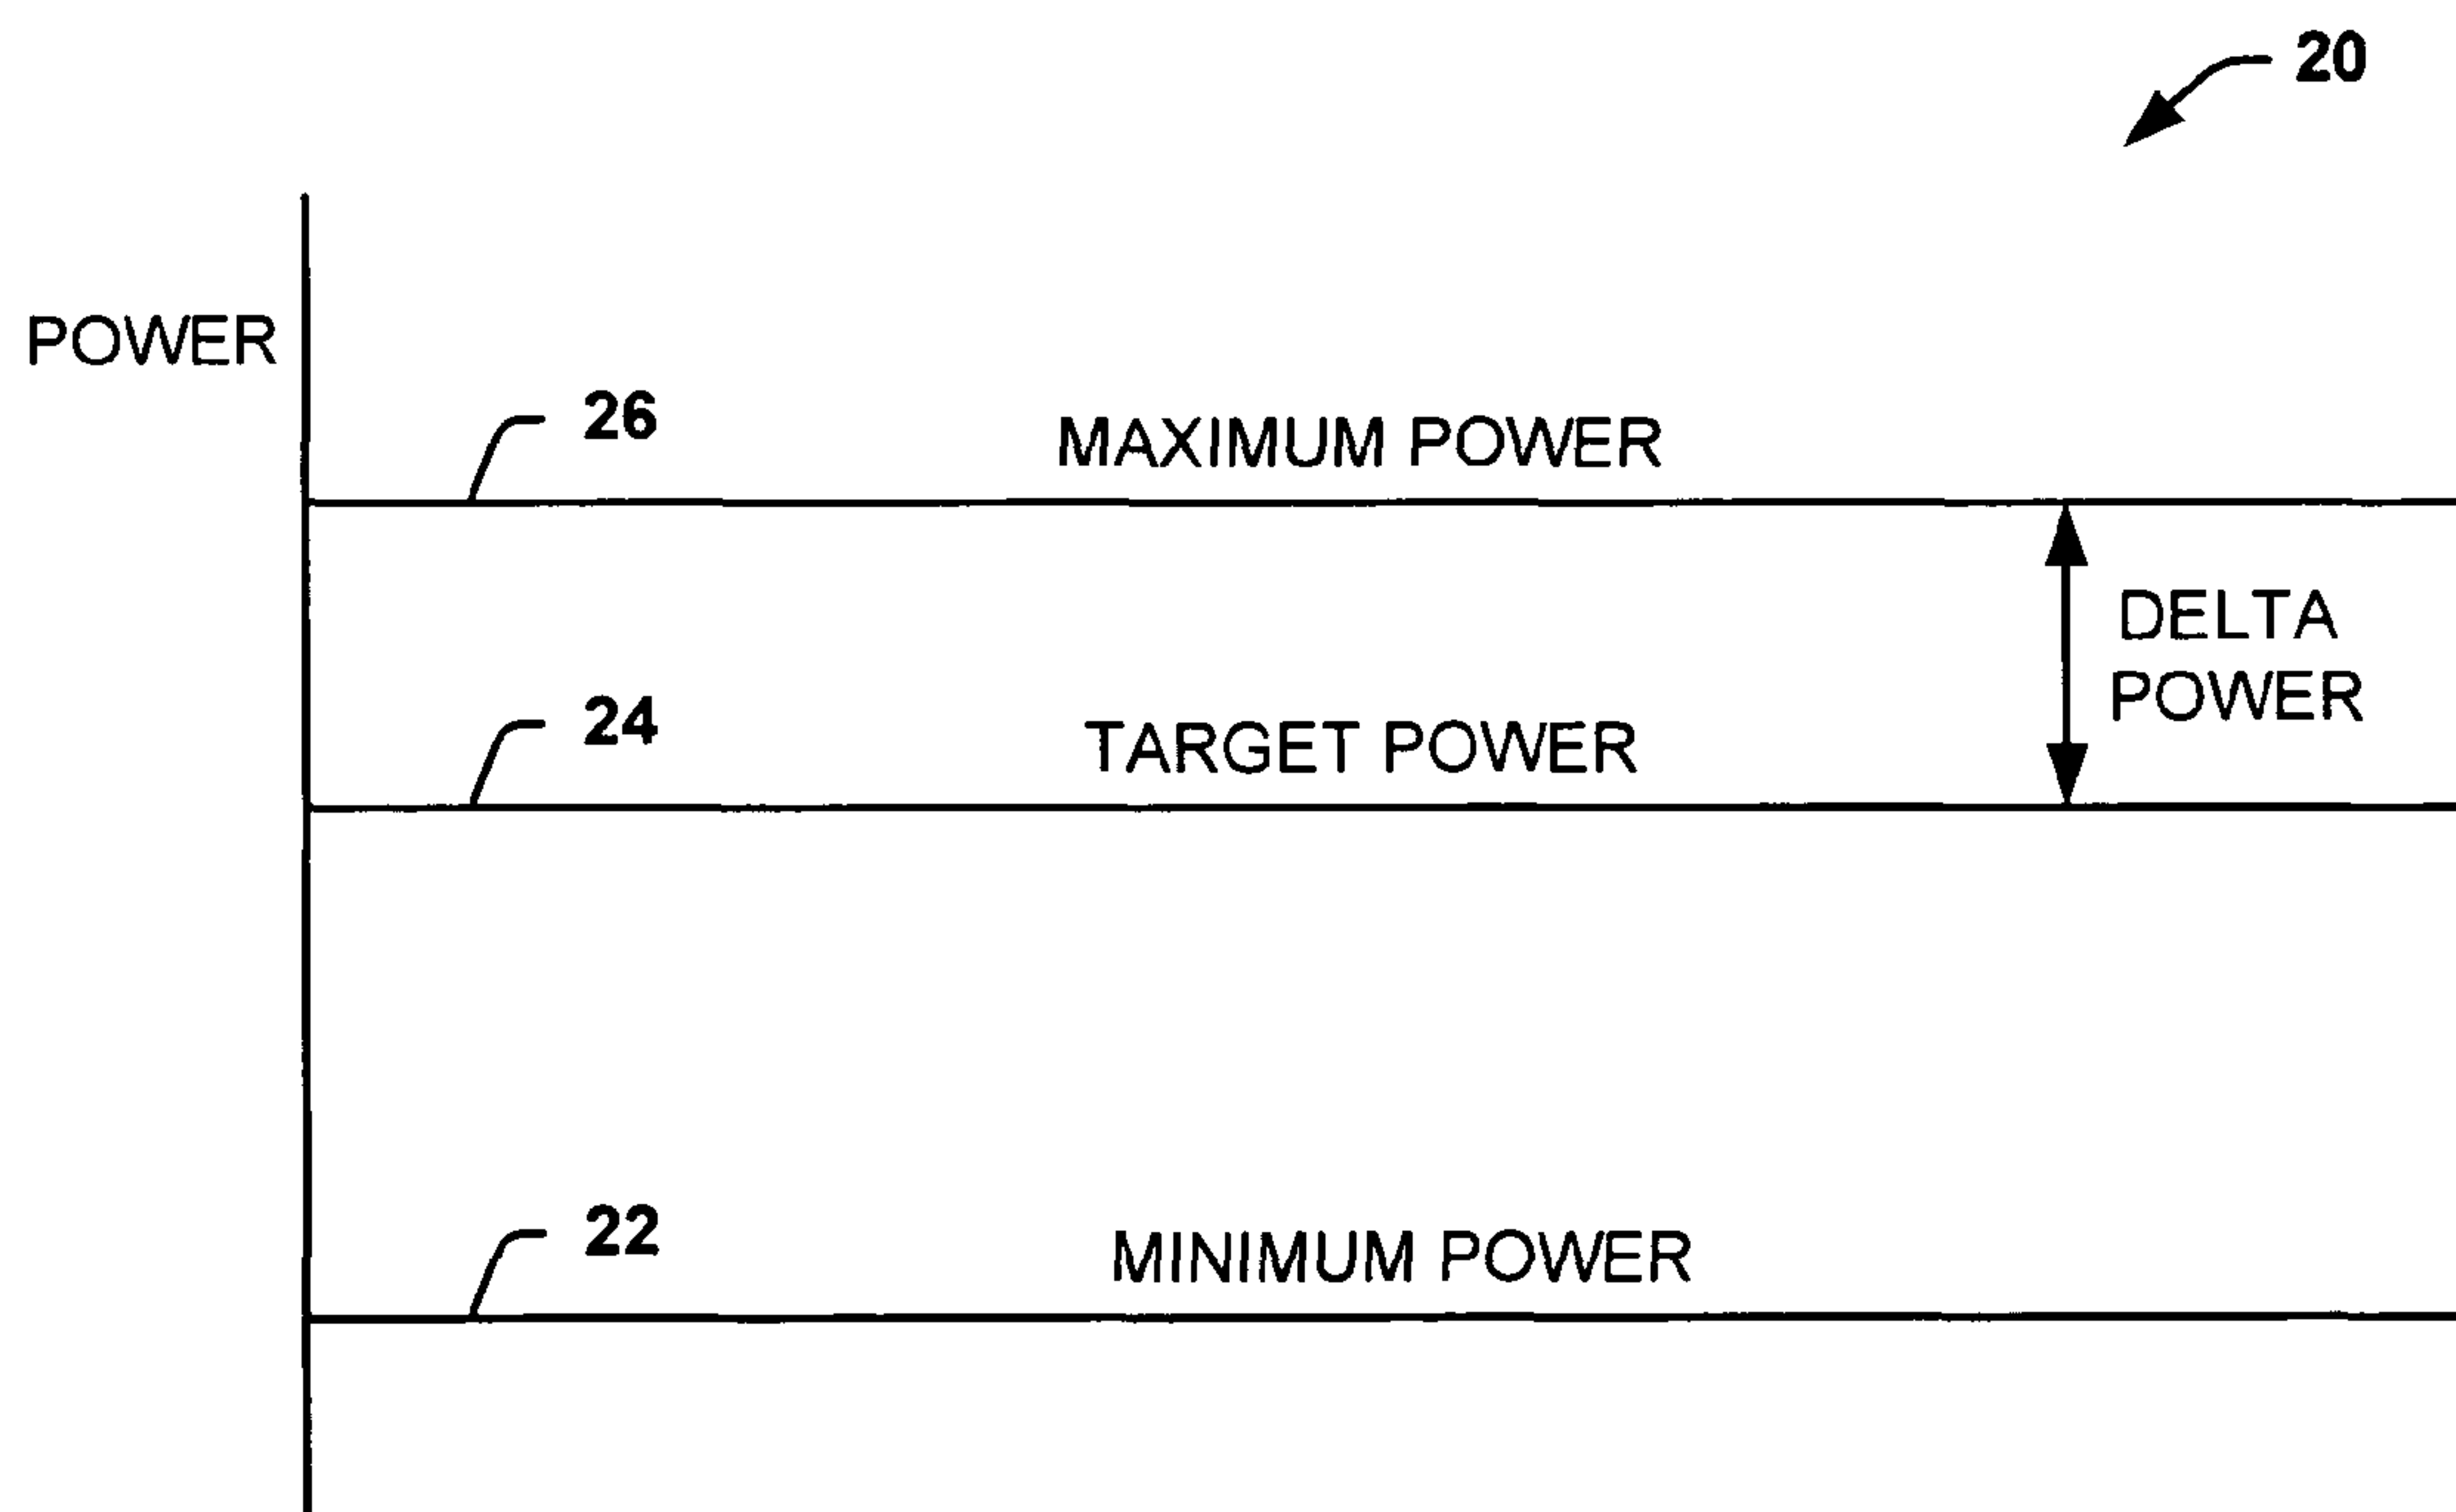 20
POWER
26
MAXIMUM POWER
DELTA
POWER
24
TARGET POWER
22
MINIMUM POWER